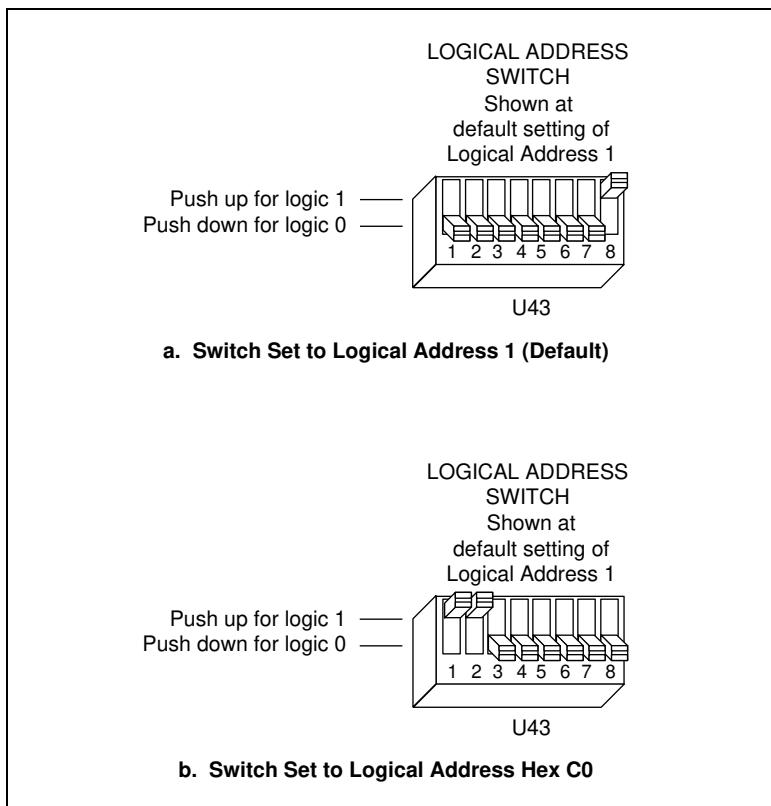 LOGICAL ADDRESS
SWITCH
Shown at
default setting of
Logical Address 1
Push up for logic 1
Push down for logic 0
1 2 3 4 5 6 7 8
U43
a. Switch Set to Logical Address 1 (Default)
LOGICAL ADDRESS
SWITCH
Shown at
default setting of
Logical Address 1
Push up for logic 1
Push down for logic 0
1 2 3 4 5 6 7 8
U43
b. Switch Set to Logical Address Hex C0